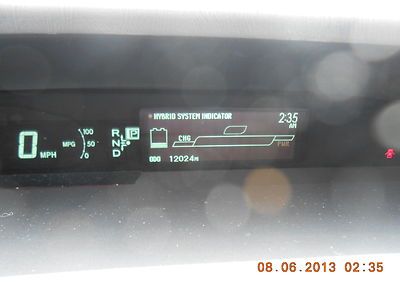 HYBRID SYSTEM INDICATOR 2:35
AM
0 MPH
MPG 100
50
0
R P
N
D
CHG
PWR
ODO 12024M
08.06.2013 02:35